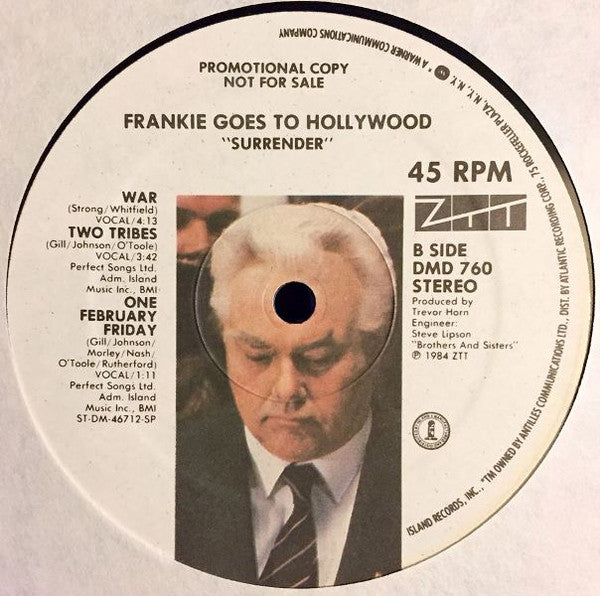 PROMOTIONAL COPY
NOT FOR SALE
FRANKIE GOES TO HOLLYWOOD
"SURRENDER"
45 RPM
WAR
(Strong/Whitfield)
VOCAL/4:13
TWO TRIBES
(Gill/Johnson/O'Toole)
VOCAL/3:42
Perfect Songs Ltd.
Adm. Island
Music Inc., BMI
ONE
FEBRUARY
FRIDAY
(Gill/Johnson/
Morley/Nash/
O'Toole/Rutherford)
VOCAL/1:11
Perfect Songs Ltd.
Adm. Island
Music Inc., BMI
ST-DM-46712-SP
ZTT
B SIDE
DMD 760
STEREO
Produced by
Trevor Horn
Engineer:
Steve Lipson
"Brothers And Sisters"
℗ 1984 ZTT
ISLAND RECORDS, INC., *TM OWNED BY ANTILLES COMMUNICATIONS LTD., DIST. BY ATLANTIC RECORDING CORP., 75 ROCKEFELLER PLAZA, N.Y., N.Y. * A WARNER COMMUNICATIONS COMPANY